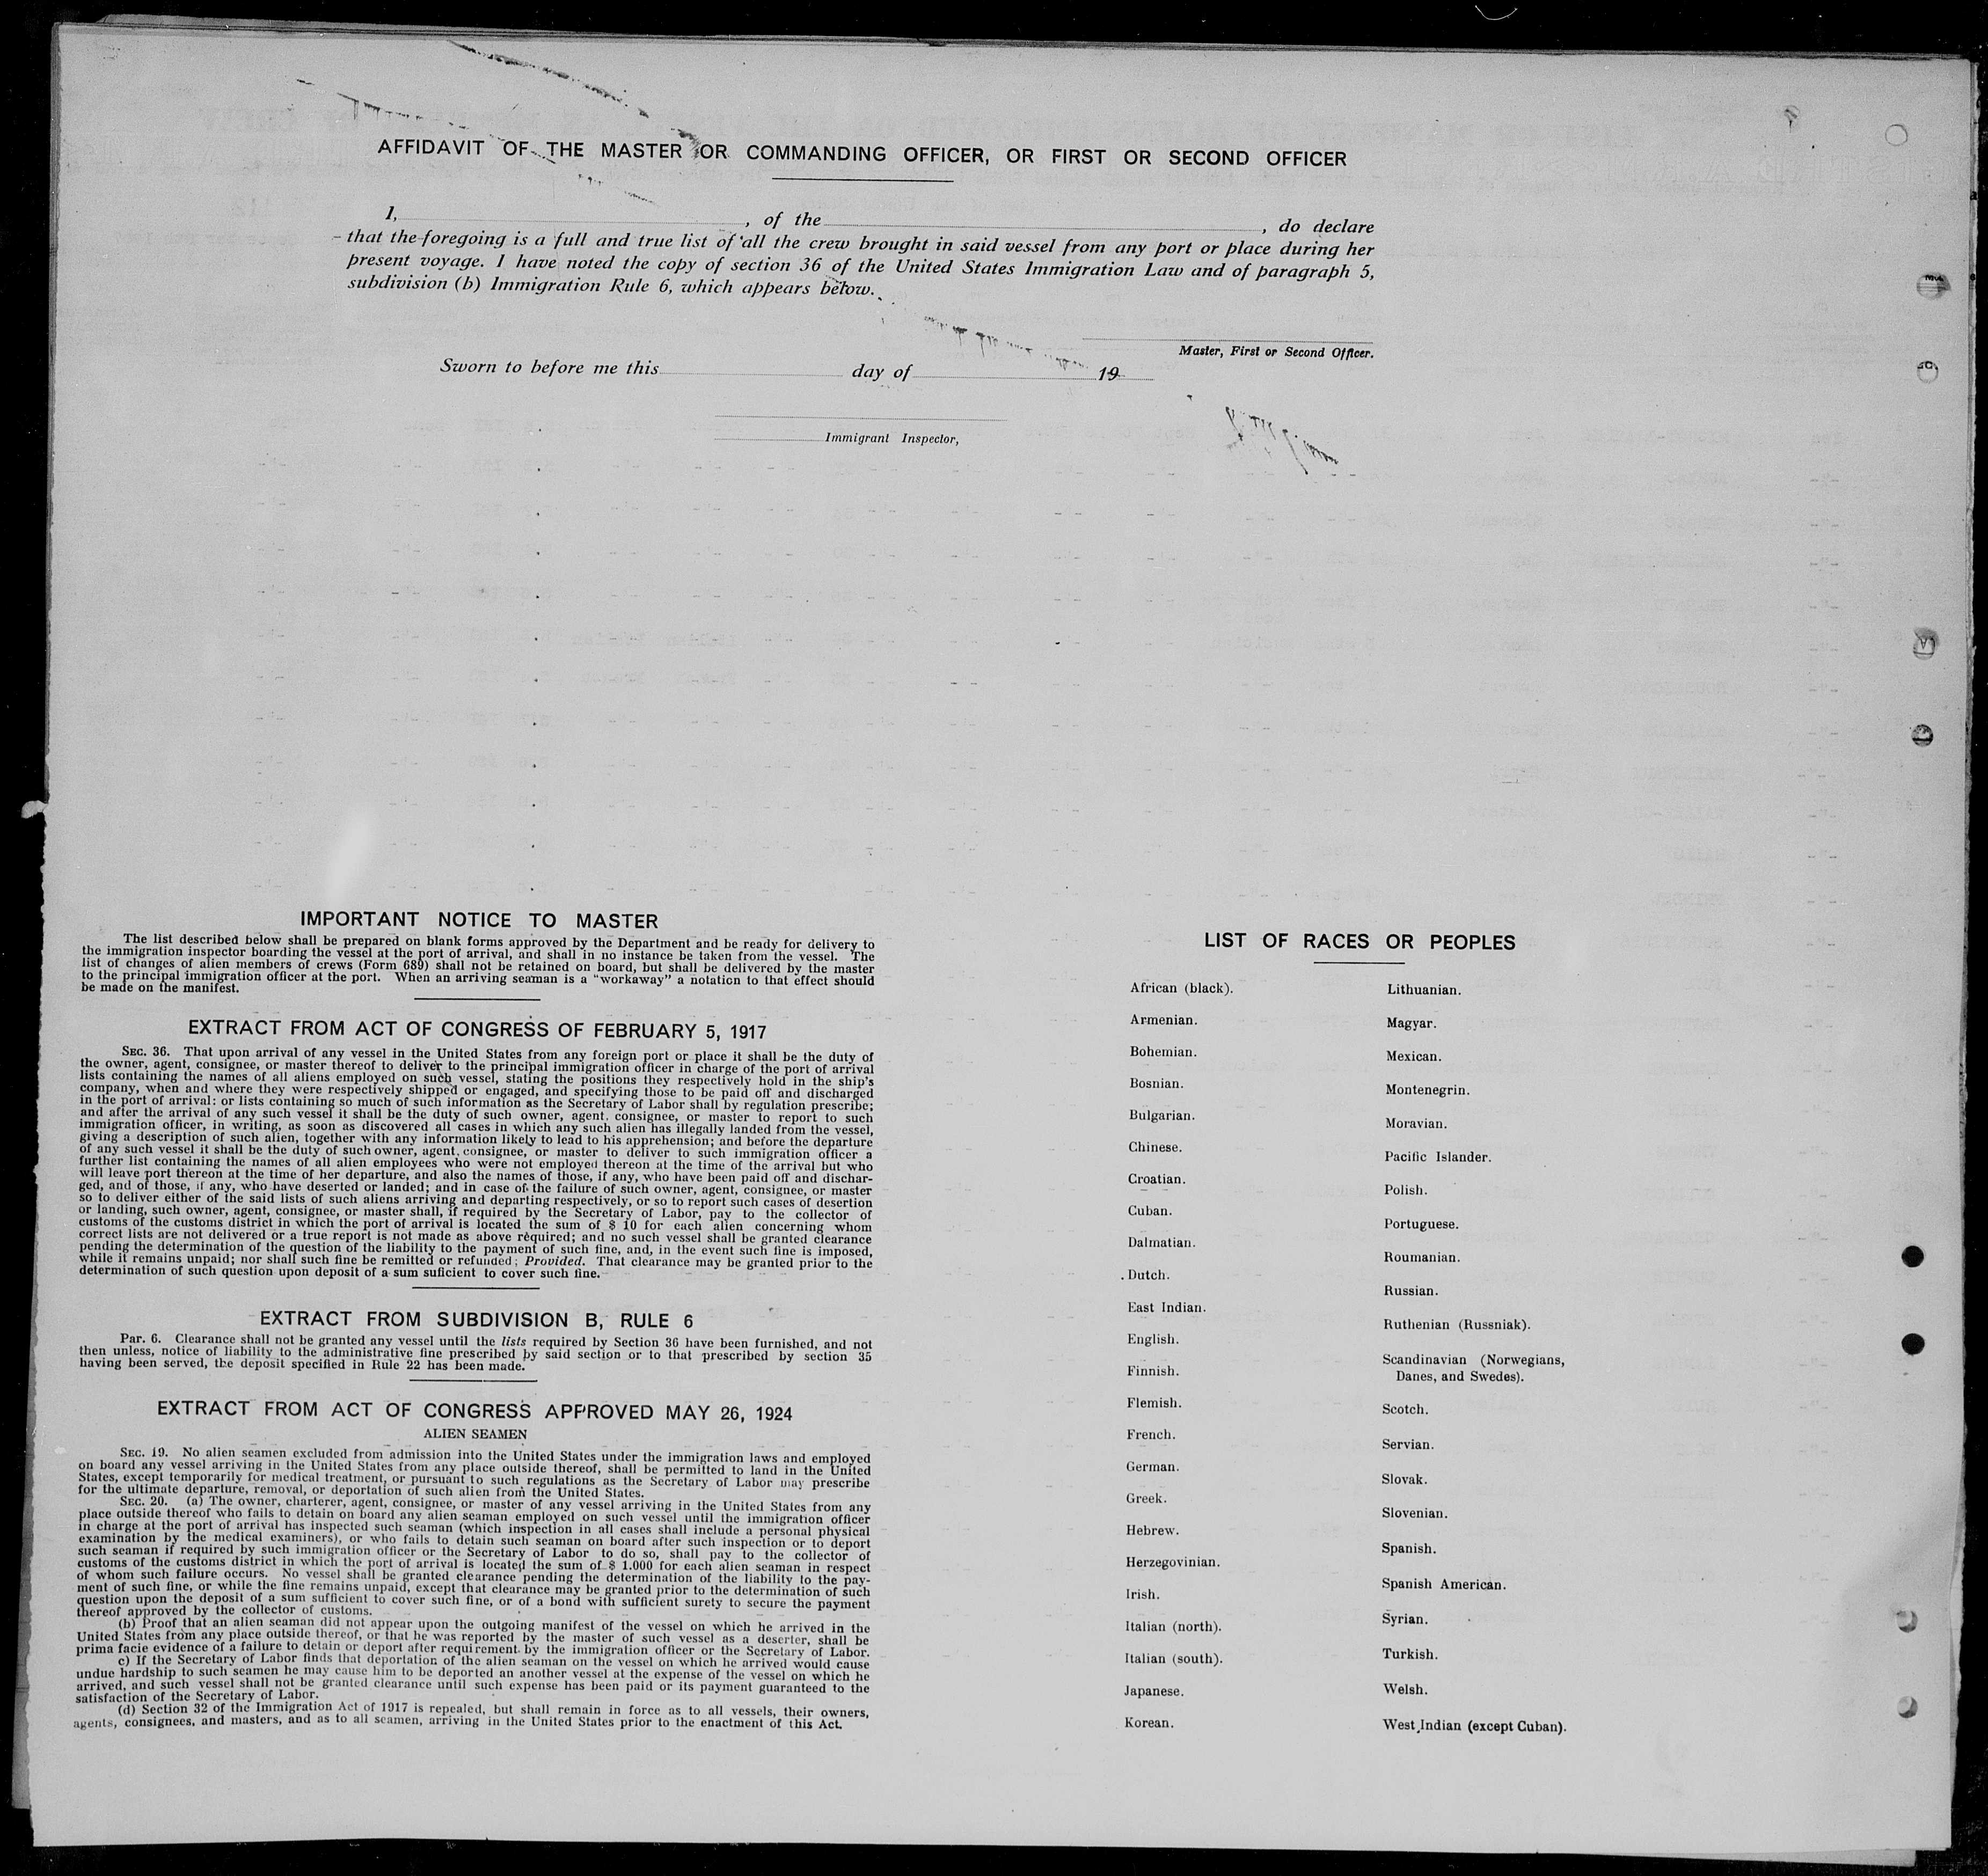 AFFIDAVIT OF THE MASTER OR COMMANDING OFFICER, OR FIRST OR SECOND OFFICER
I, , of the , do declare
that the foregoing is a full and true list of all the crew brought in said vessel from any port or place during her
present voyage. I have noted the copy of section 36 of the United States Immigration Law and of paragraph 5,
subdivision (b) Immigration Rule 6, which appears below.
Master, First or Second Officer.
Sworn to before me this day of 19
Immigrant Inspector,
IMPORTANT NOTICE TO MASTER
The list described below shall be prepared on blank forms approved by the Department and be ready for delivery to
the immigration inspector boarding the vessel at the port of arrival, and shall in no instance be taken from the vessel. The
list of changes of alien members of crews (Form 689) shall not be retained on board, but shall be delivered by the master
to the principal immigration officer at the port. When an arriving seaman is a "workaway" a notation to that effect should
be made on the manifest.
EXTRACT FROM ACT OF CONGRESS OF FEBRUARY 5, 1917
SEC. 36. That upon arrival of any vessel in the United States from any foreign port or place it shall be the duty of
the owner, agent, consignee, or master thereof to deliver to the principal immigration officer in charge of the port of arrival
lists containing the names of all aliens employed on such vessel, stating the positions they respectively hold in the ship's
company, when and where they were respectively shipped or engaged, and specifying those to be paid off and discharged
in the port of arrival: or lists containing so much of such information as the Secretary of Labor shall by regulation prescribe;
and after the arrival of any such vessel it shall be the duty of such owner, agent. consignee, or master to report to such
immigration officer, in writing, as soon as discovered all cases in which any such alien has illegally landed from the vessel,
giving a description of such alien, together with any information likely to lead to his apprehension; and before the departure
of any such vessel it shall be the duty of such owner, agent, consignee, or master to deliver to such immigration officer a
further list containing the names of all alien employees who were not employed thereon at the time of the arrival but who
will leave port thereon at the time of her departure, and also the names of those, if any, who have been paid off and dischar-
ged, and of those, if any, who have deserted or landed; and in case of the failure of such owner, agent, consignee, or master
so to deliver either of the said lists of such aliens arriving and departing respectively, or so to report such cases of desertion
or landing, such owner, agent, consignee, or master shall, if required by the Secretary of Labor, pay to the collector of
customs of the customs district in which the port of arrival is located the sum of $ 10 for each alien concerning whom
correct lists are not delivered or a true report is not made as above required; and no such vessel shall be granted clearance
pending the determination of the question of the liability to the payment of such fine, and, in the event such fine is imposed,
while it remains unpaid; nor shall such fine be remitted or refunded; Provided. That clearance may be granted prior to the
determination of such question upon deposit of a sum suficient to cover such fine.
EXTRACT FROM SUBDIVISION B, RULE 6
Par. 6. Clearance shall not be granted any vessel until the lists required by Section 36 have been furnished, and not
then unless, notice of liability to the administrative fine prescribed by said section or to that prescribed by section 35
having been served, the deposit specified in Rule 22 has been made.
EXTRACT FROM ACT OF CONGRESS APPROVED MAY 26, 1924
ALIEN SEAMEN
SEC. 19. No alien seamen excluded from admission into the United States under the immigration laws and employed
on board any vessel arriving in the United States from any place outside thereof, shall be permitted to land in the United
States, except temporarily for medical treatment, or pursuant to such regulations as the Secretary of Labor may prescribe
for the ultimate departure, removal, or deportation of such alien from the United States.
SEC. 20. (a) The owner, charterer, agent, consignee, or master of any vessel arriving in the United States from any
place outside thereof who fails to detain on board any alien seaman employed on such vessel until the immigration officer
in charge at the port of arrival has inspected such seaman (which inspection in all cases shall include a personal physical
examination by the medical examiners), or who fails to detain such seaman on board after such inspection or to deport
such seaman if required by such immigration officer or the Secretary of Labor to do so, shall pay to the collector of
customs of the customs district in which the port of arrival is located the sum of $ 1.000 for each alien seaman in respect
of whom such failure occurs. No vessel shall be granted clearance pending the determination of the liability to the pay-
ment of such fine, or while the fine remains unpaid, except that clearance may be granted prior to the determination of such
question upon the deposit of a sum sufficient to cover such fine, or of a bond with sufficient surety to secure the payment
thereof approved by the collector of customs.
(b) Proof that an alien seaman did not appear upon the outgoing manifest of the vessel on which he arrived in the
United States from any place outside thereof, or that he was reported by the master of such vessel as a deserter, shall be
prima facie evidence of a failure to detain or deport after requirement by the immigration officer or the Secretary of Labor.
c) If the Secretary of Labor finds that deportation of the alien seaman on the vessel on which he arrived would cause
undue hardship to such seamen he may cause him to be deported an another vessel at the expense of the vessel on which he
arrived, and such vessel shall not be granted clearance until such expense has been paid or its payment guaranteed to the
satisfaction of the Secretary of Labor.
(d) Section 32 of the Immigration Act of 1917 is repealed, but shall remain in force as to all vessels, their owners,
agents, consignees, and masters, and as to all seamen, arriving in the United States prior to the enactment of this Act.
LIST OF RACES OR PEOPLES
African (black).
Armenian.
Bohemian.
Bosnian.
Bulgarian.
Chinese.
Croatian.
Cuban.
Dalmatian.
Dutch.
East Indian.
English.
Finnish.
Flemish.
French.
German.
Greek.
Hebrew.
Herzegovinian.
Irish.
Italian (north).
Italian (south).
Japanese.
Korean.
Lithuanian.
Magyar.
Mexican.
Montenegrin.
Moravian.
Pacific Islander.
Polish.
Portuguese.
Roumanian.
Russian.
Ruthenian (Russniak).
Scandinavian (Norwegians,
Danes, and Swedes).
Scotch.
Servian.
Slovak.
Slovenian.
Spanish.
Spanish American.
Syrian.
Turkish.
Welsh.
West Indian (except Cuban).